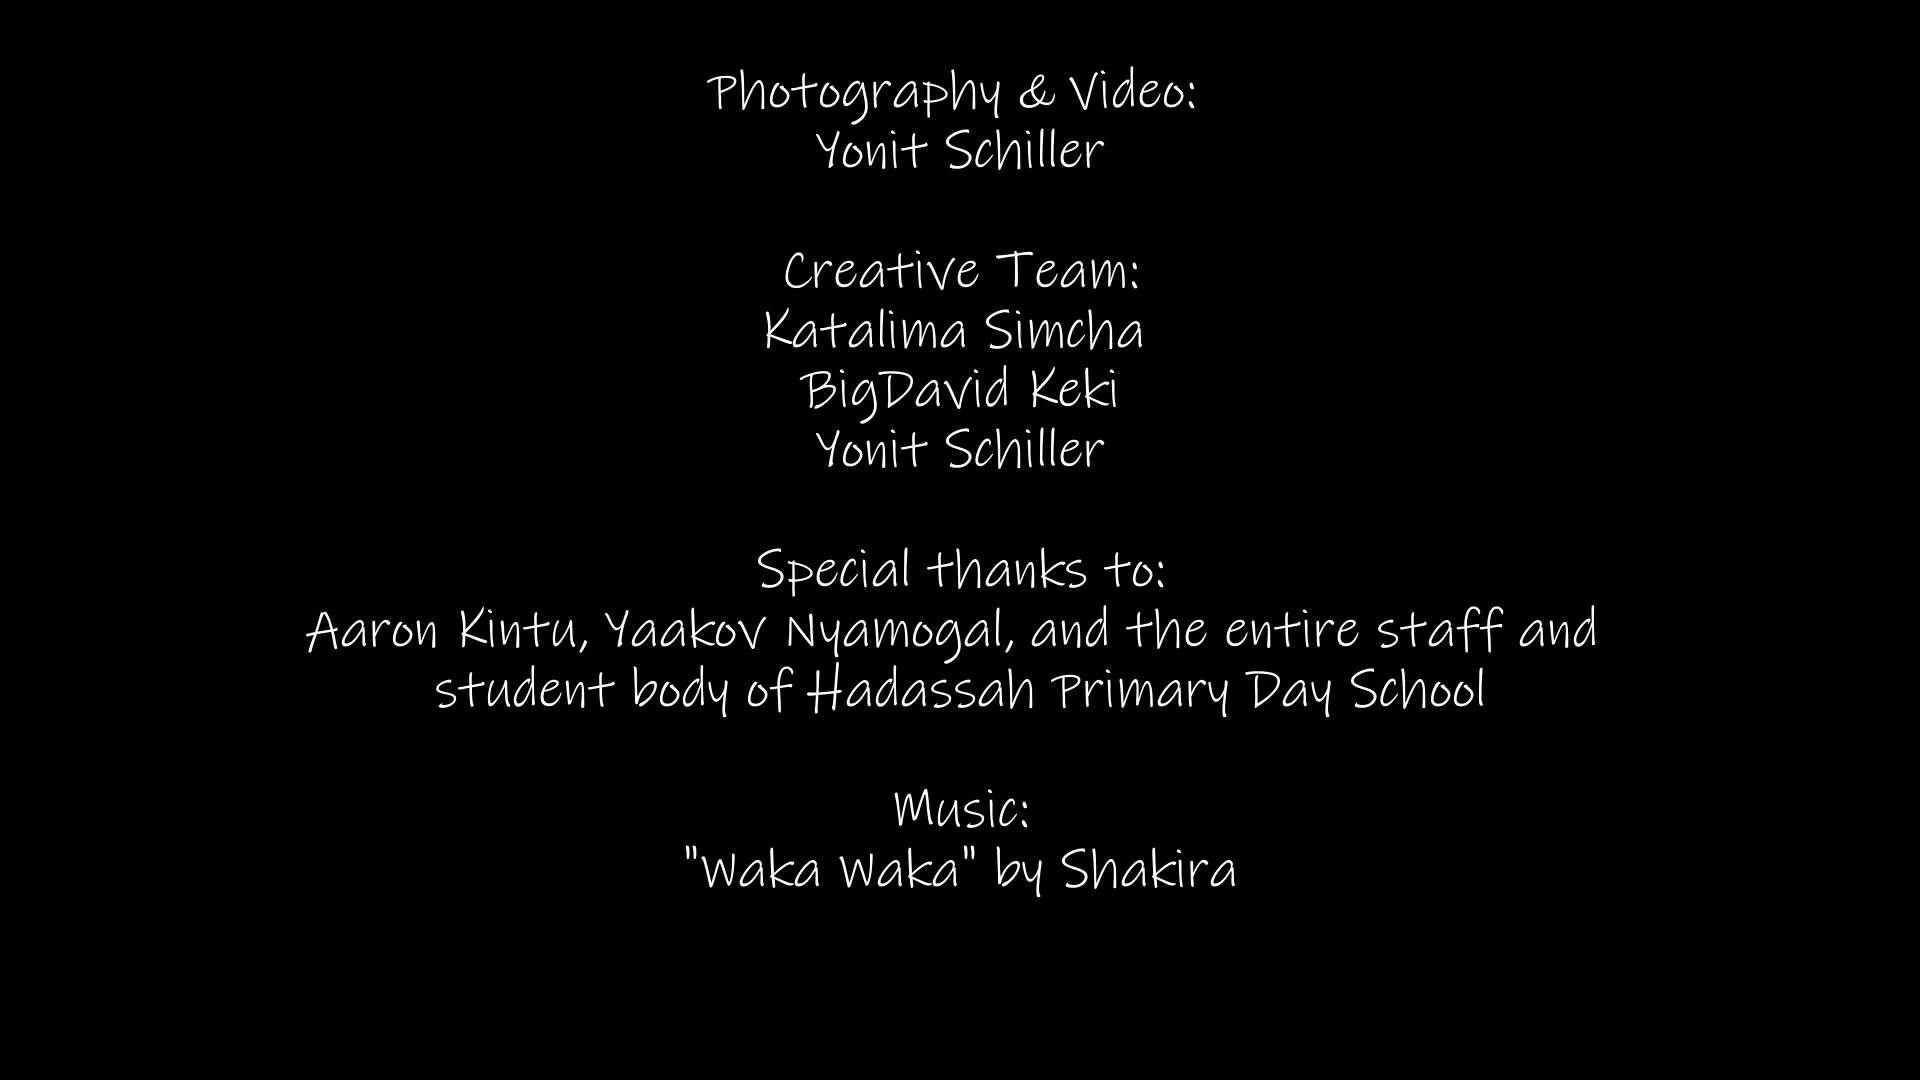 Photography & Video:
Yonit Schiller
Creative Team:
Katalima Simcha
BigDavid Keki
Yonit Schiller
Special thanks to:
Aaron Kintu, Yaakov Nyamogal, and the entire staff and
student body of Hadassah Primary Day School
Music:
"Waka Waka" by Shakira